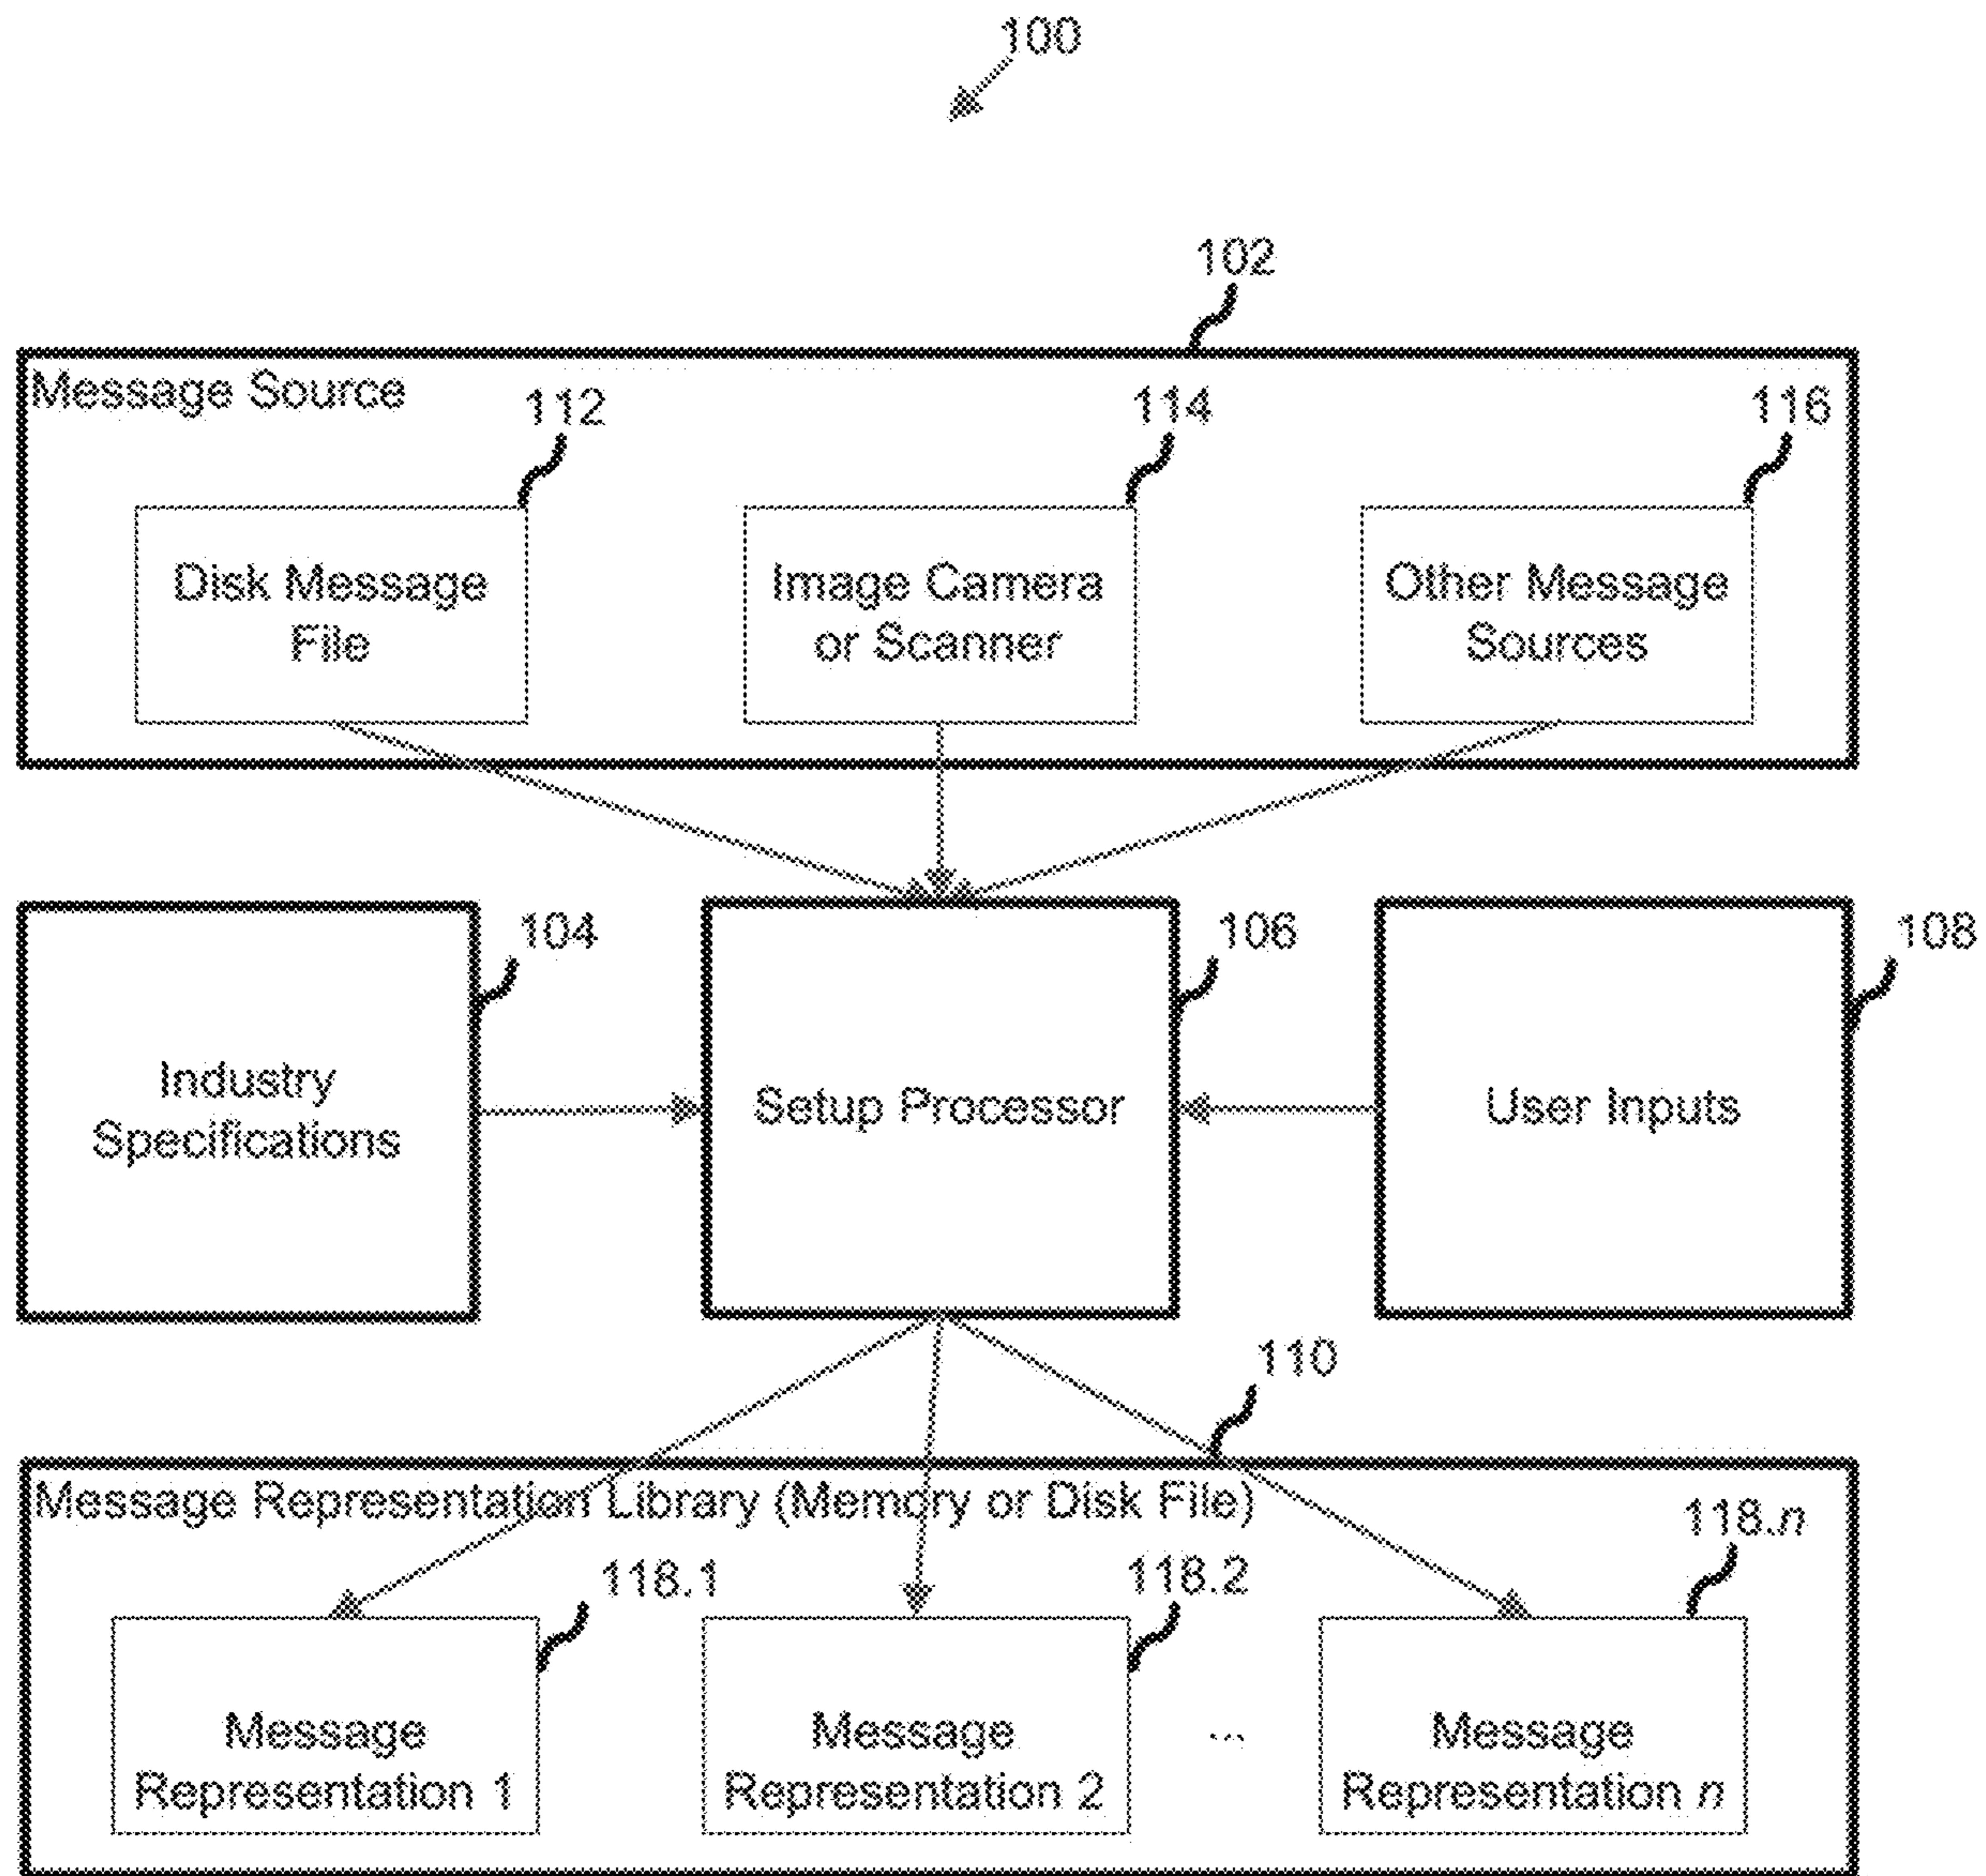 100
102
Message Source
112
114
116
Disk Message
File
Image Camera
or Scanner
Other Message
Sources
104
106
108
Industry
Specifications
Setup Processor
User Inputs
110
Message Representation Library (Memory or Disk File)
118.1
118.2
118.n
Message
Representation 1
Message
Representation 2
...
Message
Representation n